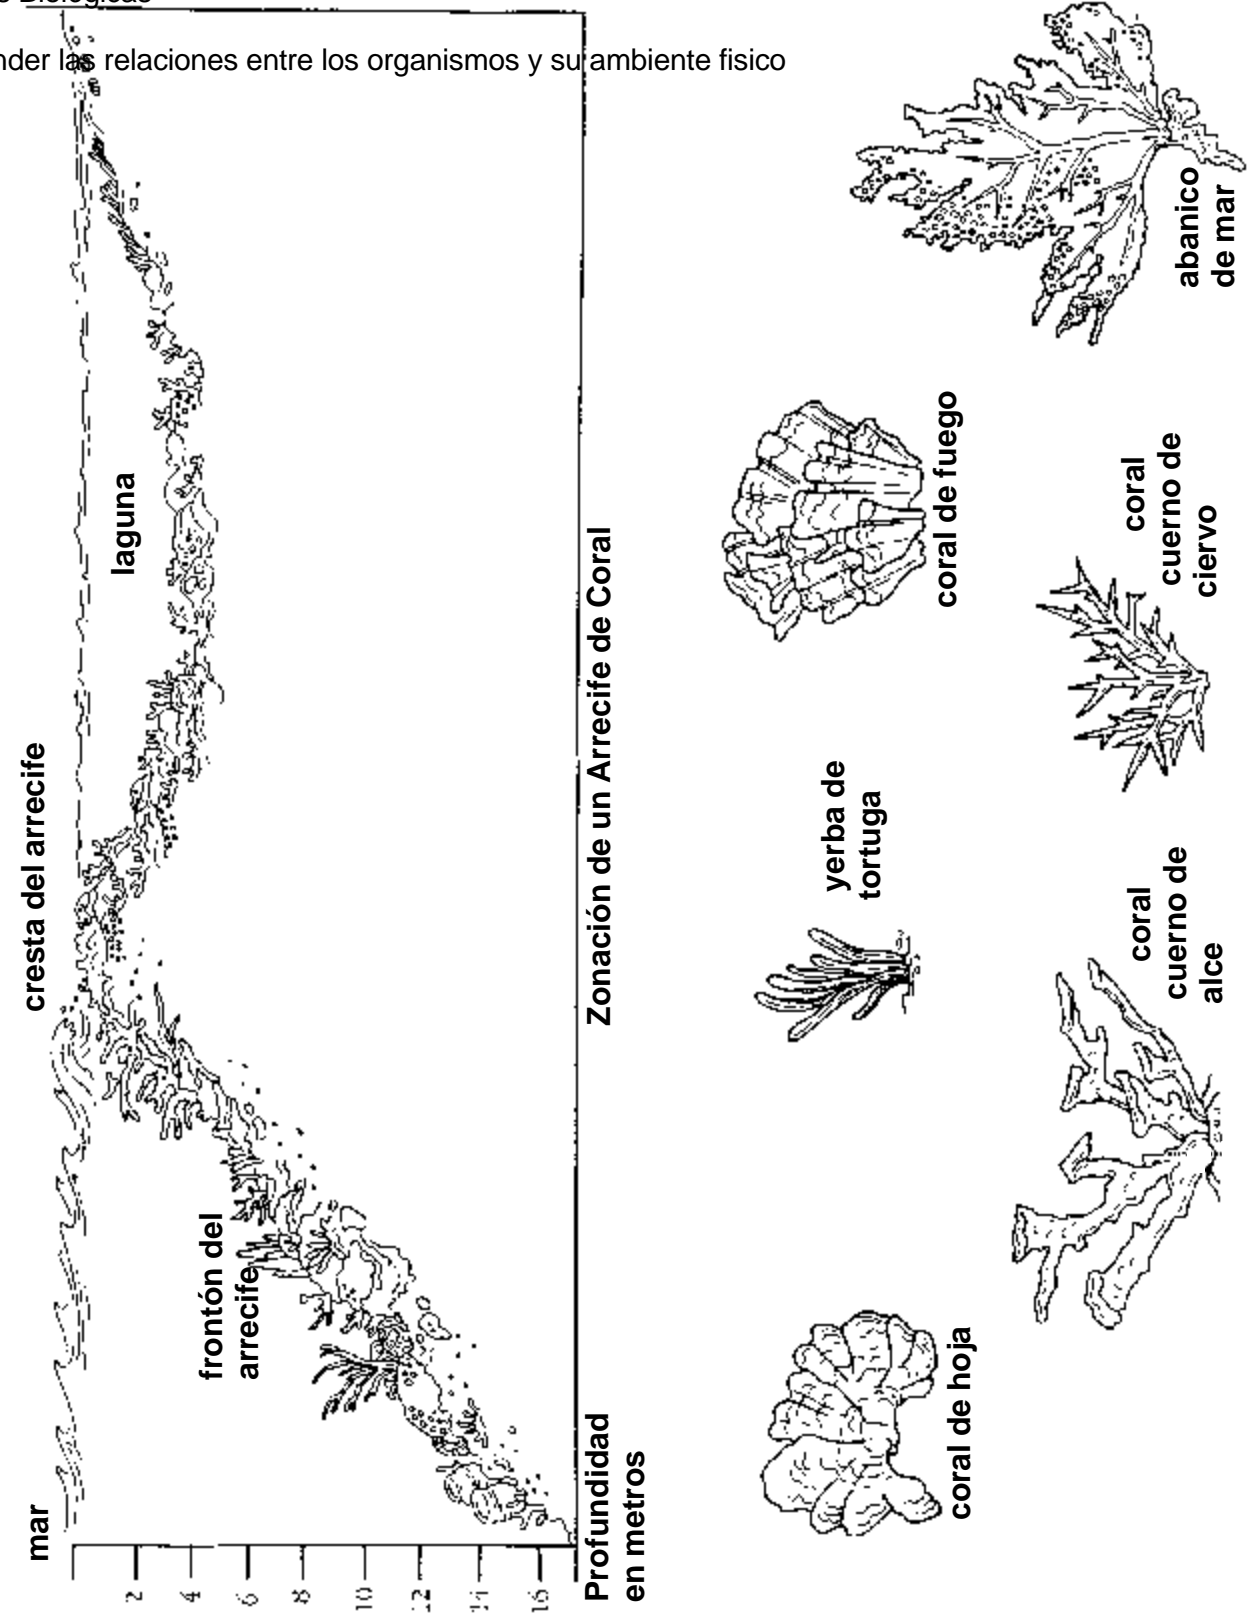 nder las relaciones entre los organismos y su ambiente fisico
mar
cresta del arrecife
laguna
frontón del
arrecife
2
4
6
8
10
12
14
16
Profundidad
en metros
Zonación de un Arrecife de Coral
coral de hoja
yerba de
tortuga
coral de fuego
abanico
de mar
coral
cuerno de
alce
coral
cuerno de
ciervo